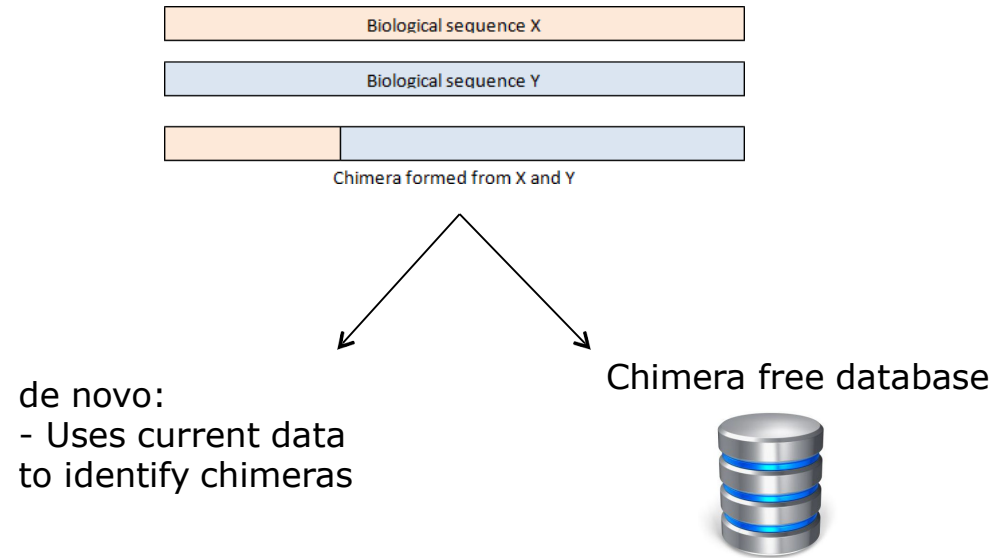 Biological sequence X
Biological sequence Y
Chimera formed from X and Y
de novo:
- Uses current data
to identify chimeras
Chimera free database